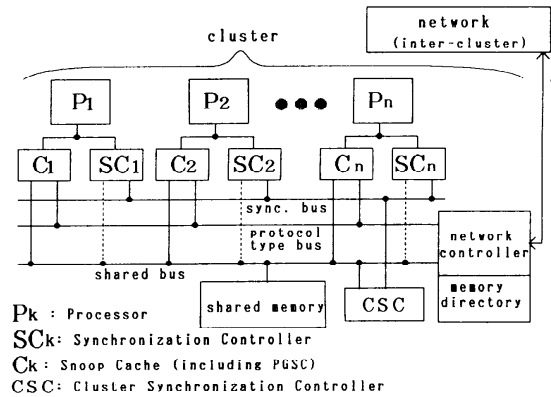 network
(inter-cluster)
cluster
P1 P2 Pn
C1 SC1 C2 SC2 Cn SCn
sync. bus
protocol
type bus
network
controller
shared bus
memory
directory
shared memory
CSC
Pk : Processor
SCk: Synchronization Controller
Ck : Snoop Cache (including PGSC)
CSC: Cluster Synchronization Controller